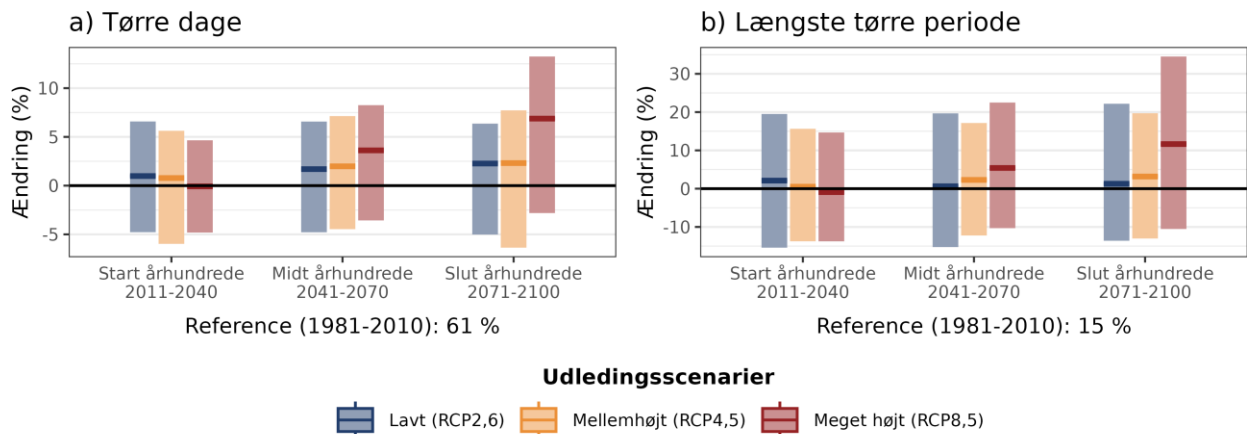 a) Tørre dage
Ændring (%)
10
5
0
-5
Start århundrede
2011-2040
Midt århundrede
2041-2070
Slut århundrede
2071-2100
Reference (1981-2010): 61 %
b) Længste tørre periode
Ændring (%)
30
20
10
0
-10
Start århundrede
2011-2040
Midt århundrede
2041-2070
Slut århundrede
2071-2100
Reference (1981-2010): 15 %
Udledingsscenarier
Lavt (RCP2,6)
Mellemhøjt (RCP4,5)
Meget højt (RCP8,5)